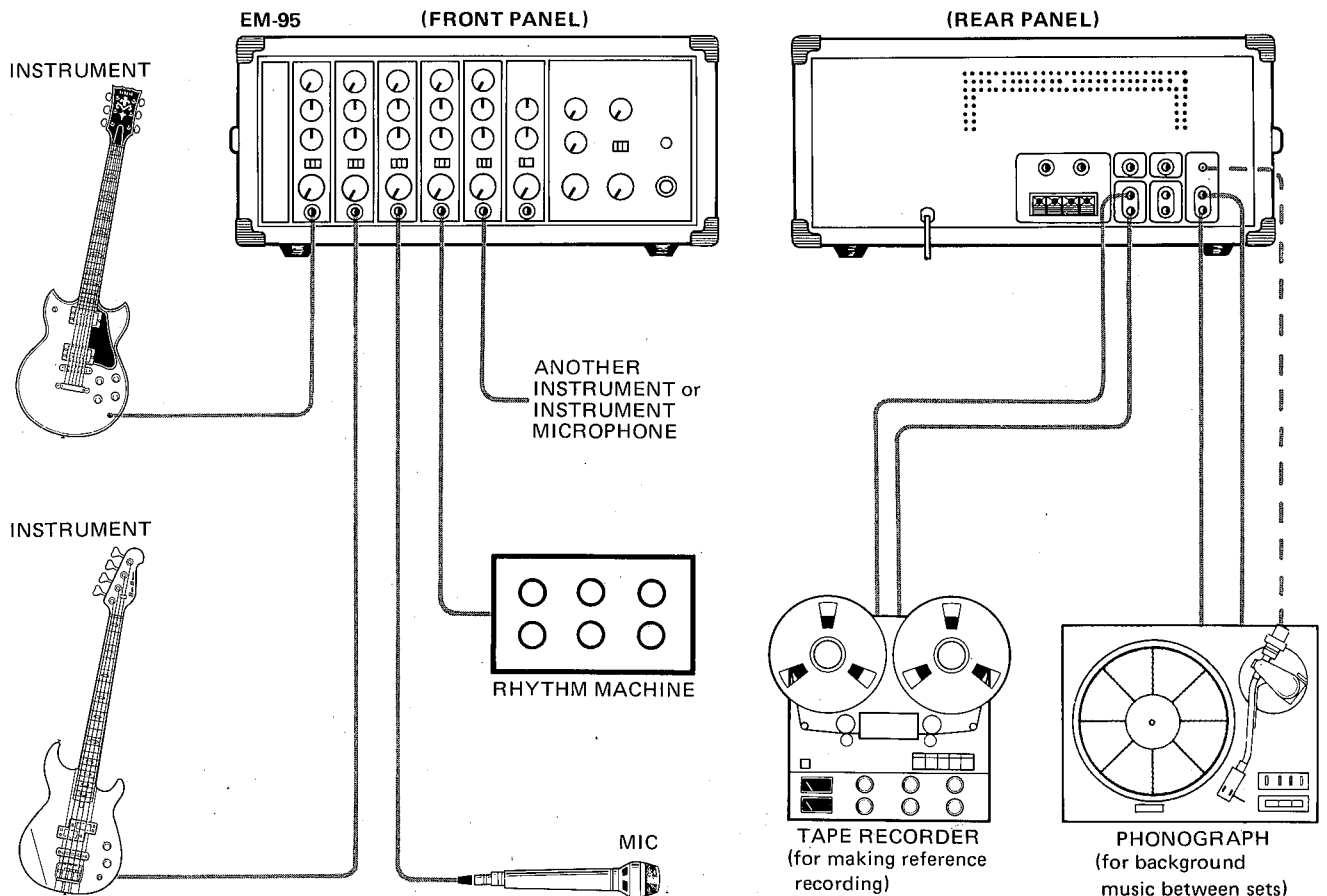 EM-95
(FRONT PANEL)
(REAR PANEL)
INSTRUMENT
ANOTHER
INSTRUMENT or
INSTRUMENT
MICROPHONE
INSTRUMENT
RHYTHM MACHINE
MIC
TAPE RECORDER
(for making reference
recording)
PHONOGRAPH
(for background
music between sets)